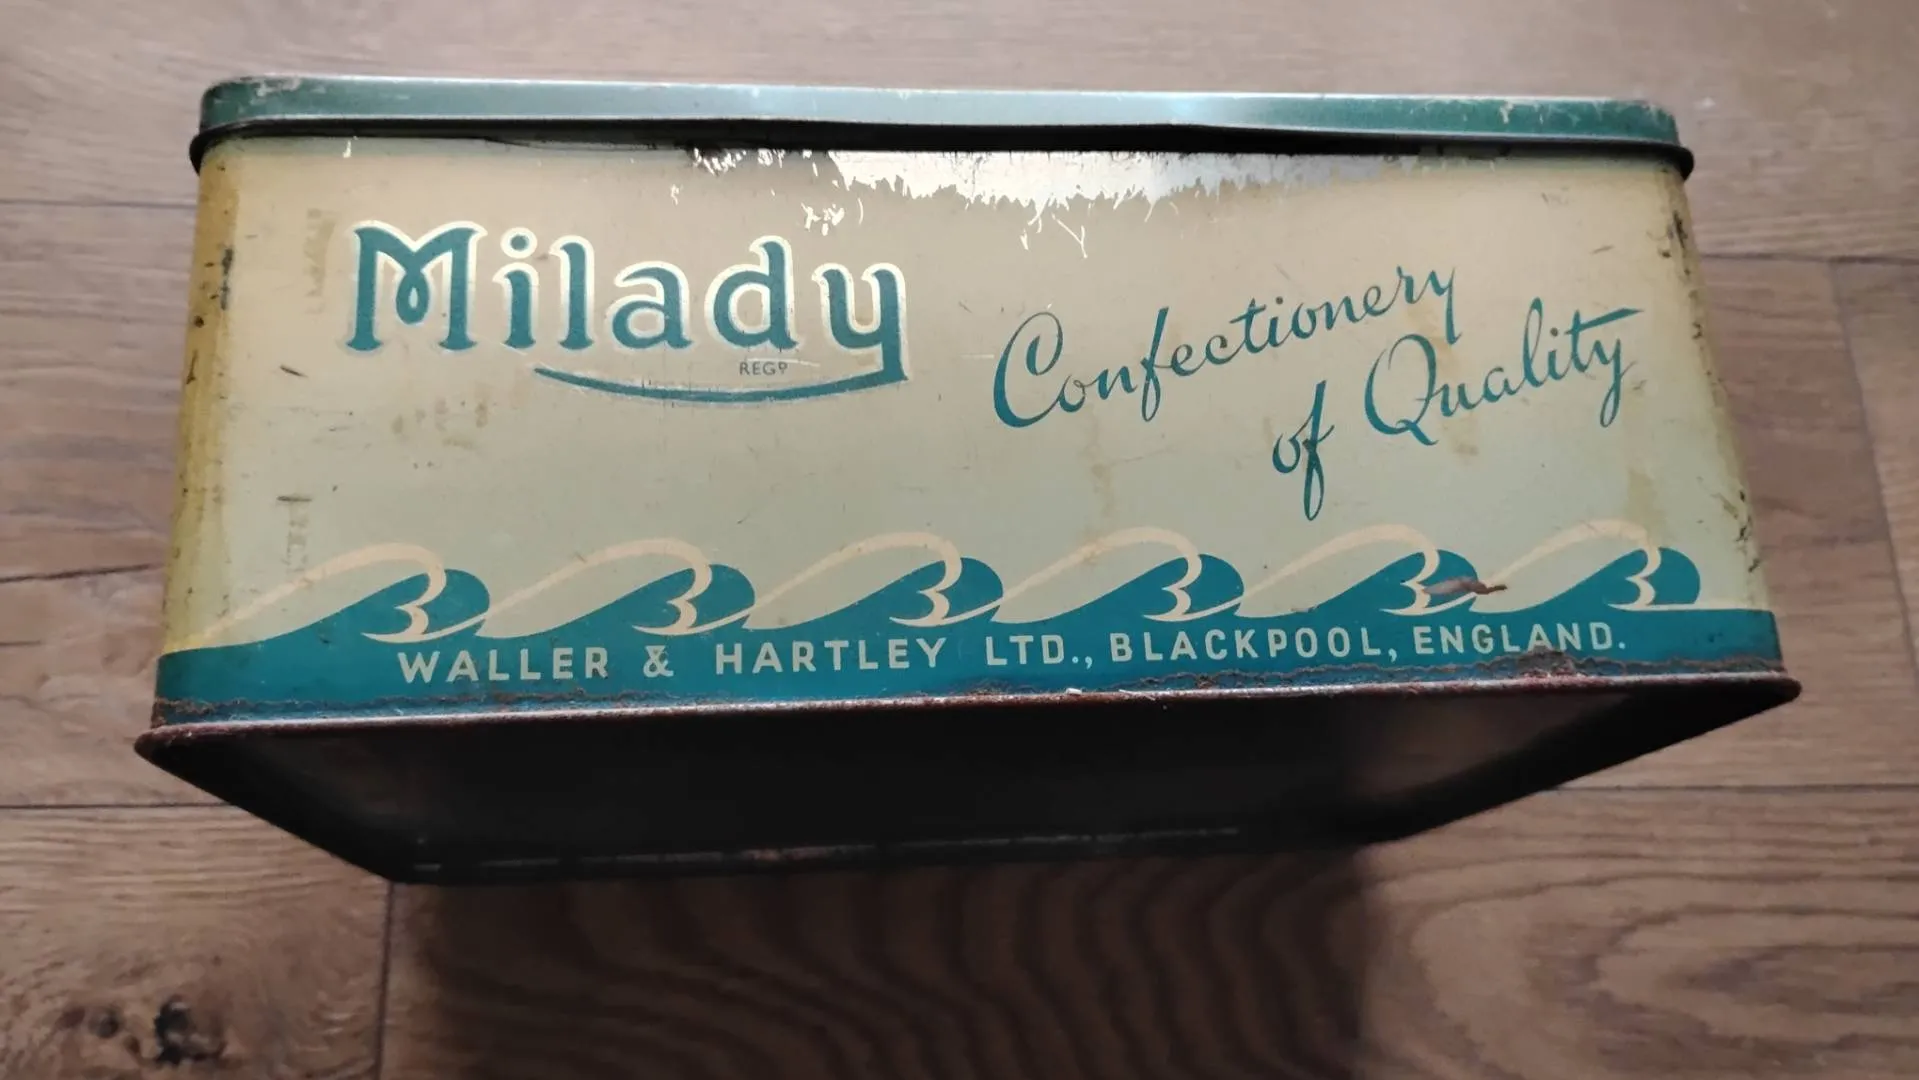 Milady
REGD
Confectionery
of Quality
WALLER & HARTLEY LTD., BLACKPOOL, ENGLAND.